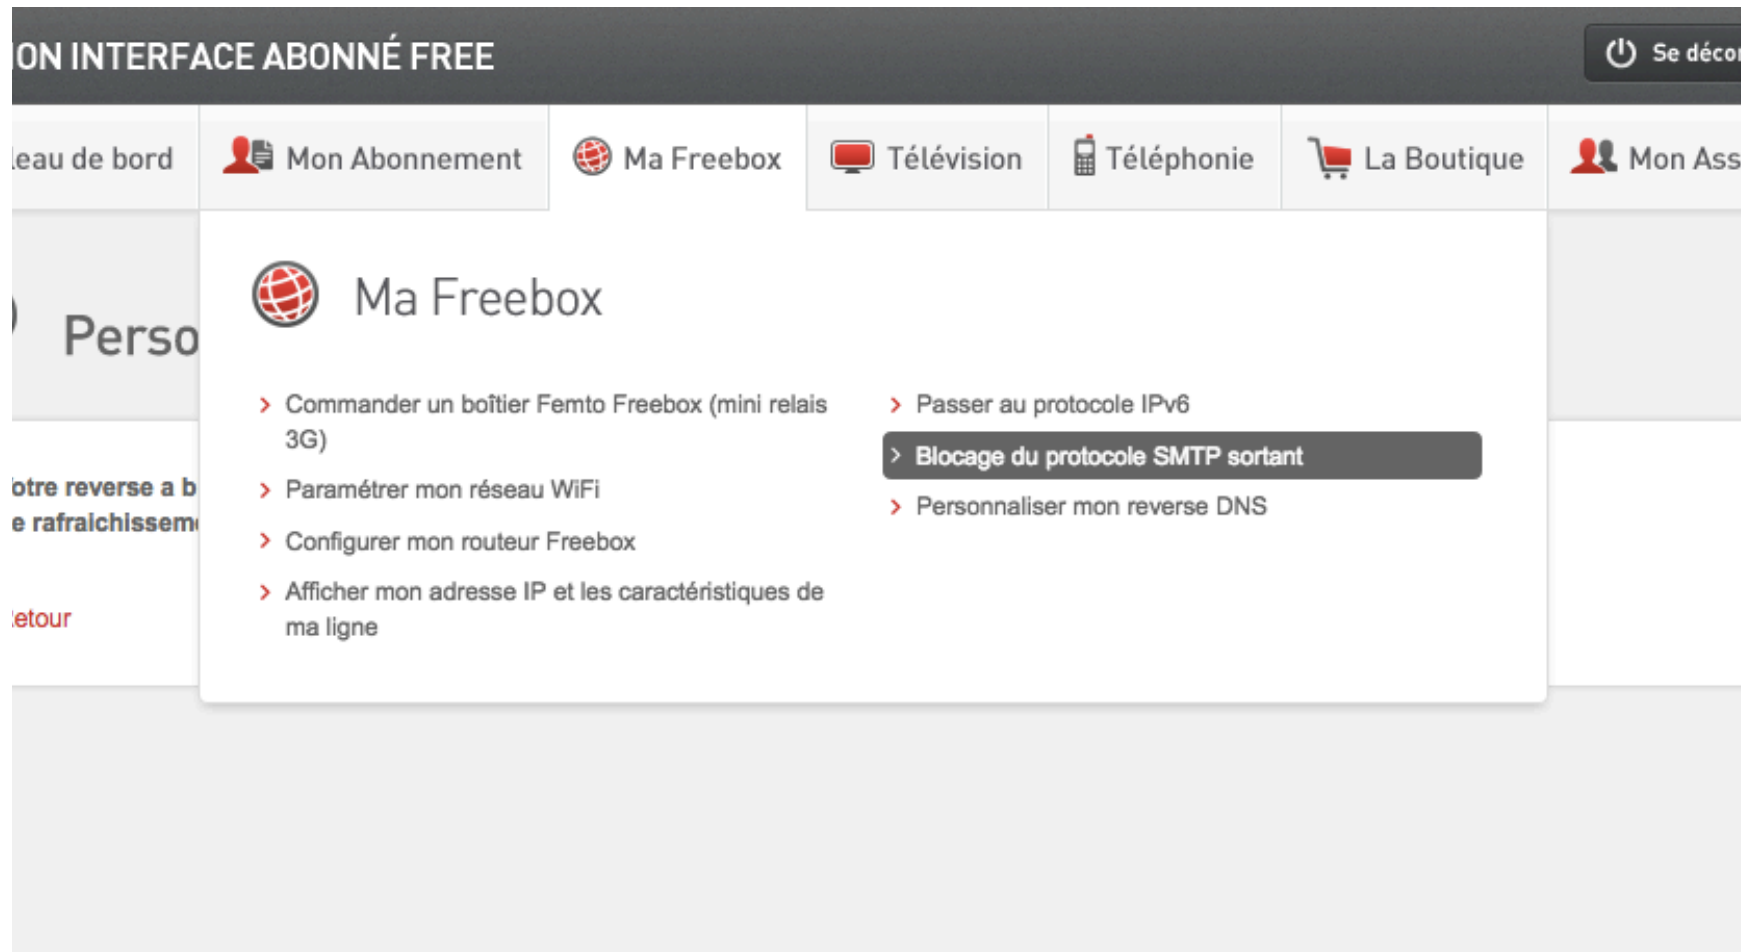 ON INTERFACE ABONNÉ FREE
Se décon
leau de bord
Mon Abonnement
Ma Freebox
Télévision
Téléphonie
La Boutique
Mon Ass
Ma Freebox
Perso
Commander un boîtier Femto Freebox (mini relais
3G)
Paramétrer mon réseau WiFi
Configurer mon routeur Freebox
Afficher mon adresse IP et les caractéristiques de
ma ligne
Passer au protocole IPv6
Blocage du protocole SMTP sortant
Personnaliser mon reverse DNS
otre reverse a b
e rafraichisseme
etour